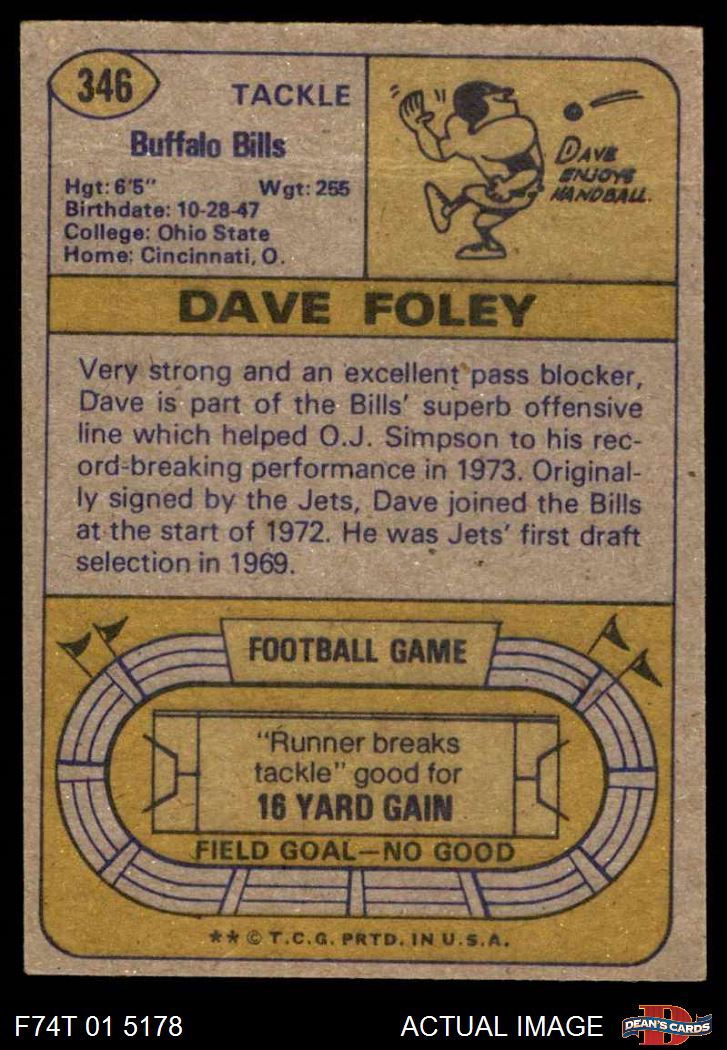 346
TACKLE
Buffalo Bills
Hgt: 6'5" Wgt: 255
Birthdate: 10-28-47
College: Ohio State
Home: Cincinnati, O.
DAVE
ENJOYS
HANDBALL.
DAVE FOLEY
Very strong and an excellent pass blocker,
Dave is part of the Bills' superb offensive
line which helped O.J. Simpson to his rec-
ord-breaking performance in 1973. Original-
ly signed by the Jets, Dave joined the Bills
at the start of 1972. He was Jets' first draft
selection in 1969.
FOOTBALL GAME
"Runner breaks
tackle" good for
16 YARD GAIN
FIELD GOAL—NO GOOD
** © T.C.G. PRTD. IN U.S.A.
F74T 01 5178 ACTUAL IMAGE
D
DEAN'S CARDS